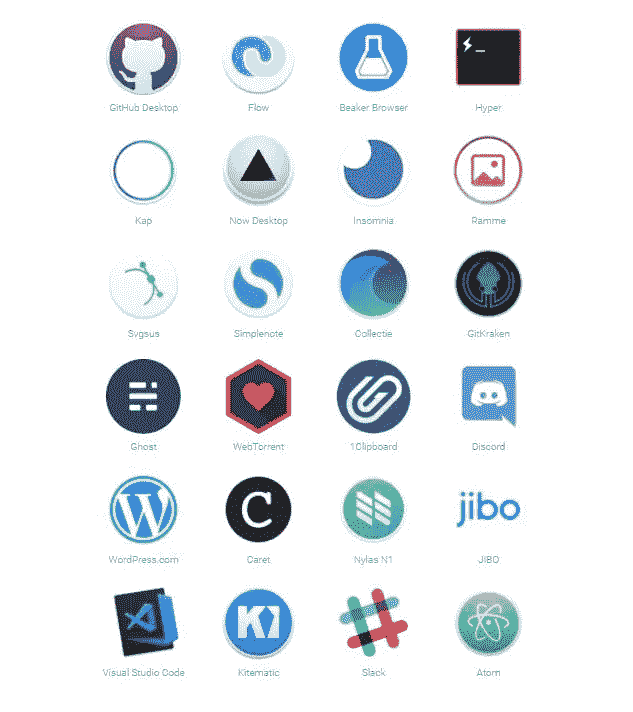 GitHub Desktop
Flow
Beaker Browser
Hyper
Kap
Now Desktop
Insomnia
Ramme
Svgsus
Simplenote
Collectie
GitKraken
Ghost
WebTorrent
1Clipboard
Discord
W
C
jibo
WordPress.com
Caret
Nylas N1
JIBO
K
Visual Studio Code
Kitematic
Slack
Atom